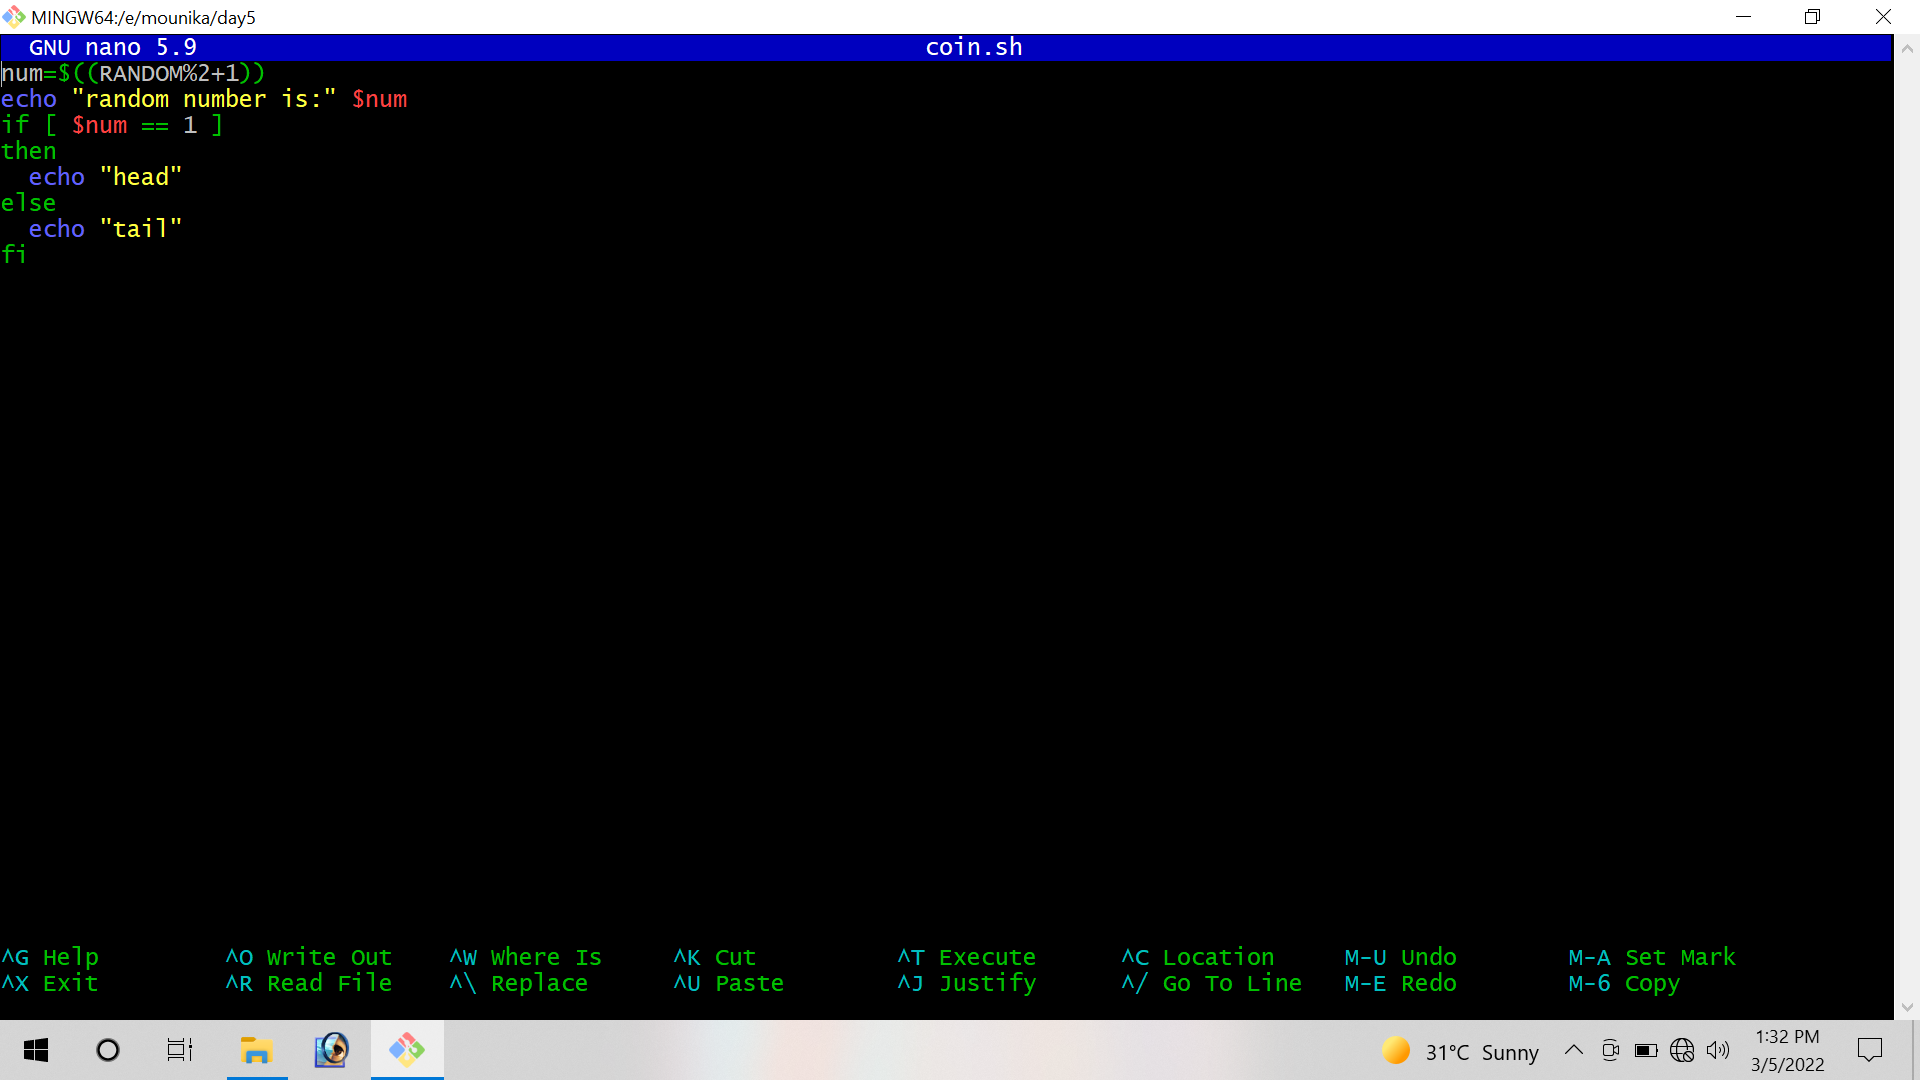 MINGW64:/e/mounika/day5
GNU nano 5.9 coin.sh
num=$((RANDOM%2+1))
echo "random number is:" $num
if [ $num == 1 ]
then
  echo "head"
else
  echo "tail"
fi
^G Help ^O Write Out ^W Where Is ^K Cut ^T Execute ^C Location M-U Undo M-A Set Mark
^X Exit ^R Read File ^\ Replace ^U Paste ^J Justify ^/ Go To Line M-E Redo M-6 Copy
31°C Sunny
1:32 PM
3/5/2022